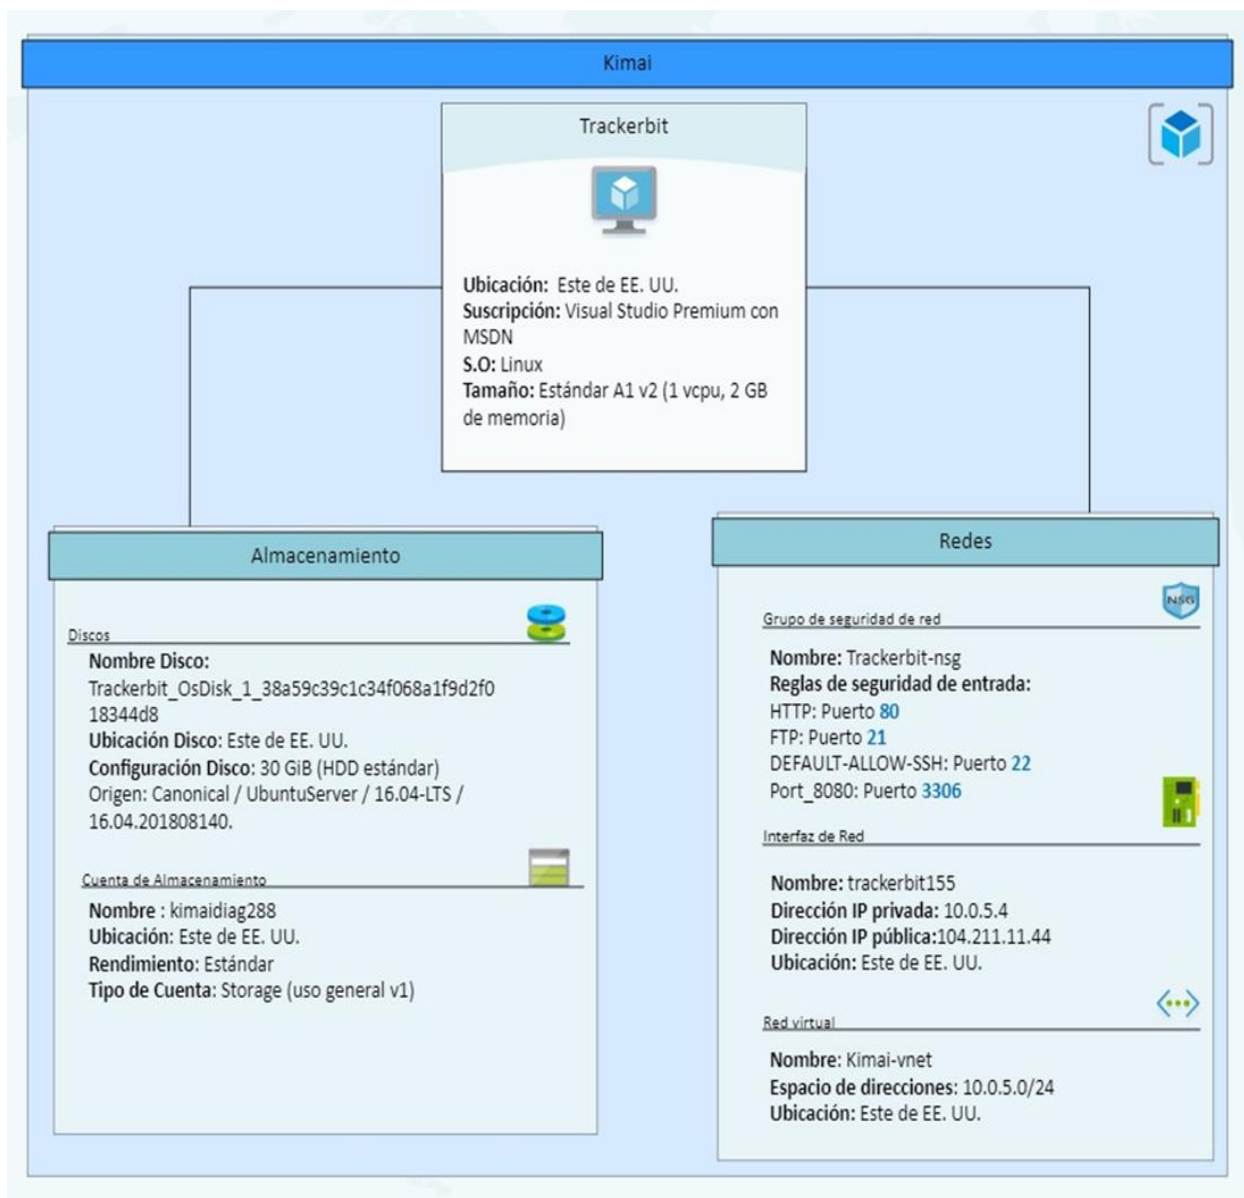 Kimai
Trackerbit
Ubicación: Este de EE. UU.
Suscripción: Visual Studio Premium con
MSDN
S.O: Linux
Tamaño: Estándar A1 v2 (1 vcpu, 2 GB
de memoria)
Almacenamiento
Discos
Nombre Disco:
Trackerbit_OsDisk_1_38a59c39c1c34f068a1f9d2f0
18344d8
Ubicación Disco: Este de EE. UU.
Configuración Disco: 30 GiB (HDD estándar)
Origen: Canonical / UbuntuServer / 16.04-LTS /
16.04.201808140.
Cuenta de Almacenamiento
Nombre : kimaidiag288
Ubicación: Este de EE. UU.
Rendimiento: Estándar
Tipo de Cuenta: Storage (uso general v1)
Redes
NSG
Grupo de seguridad de red
Nombre: Trackerbit-nsg
Reglas de seguridad de entrada:
HTTP: Puerto 80
FTP: Puerto 21
DEFAULT-ALLOW-SSH: Puerto 22
Port_8080: Puerto 3306
Interfaz de Red
Nombre: trackerbit155
Dirección IP privada: 10.0.5.4
Dirección IP pública:104.211.11.44
Ubicación: Este de EE. UU.
Red virtual
Nombre: Kimai-vnet
Espacio de direcciones: 10.0.5.0/24
Ubicación: Este de EE. UU.